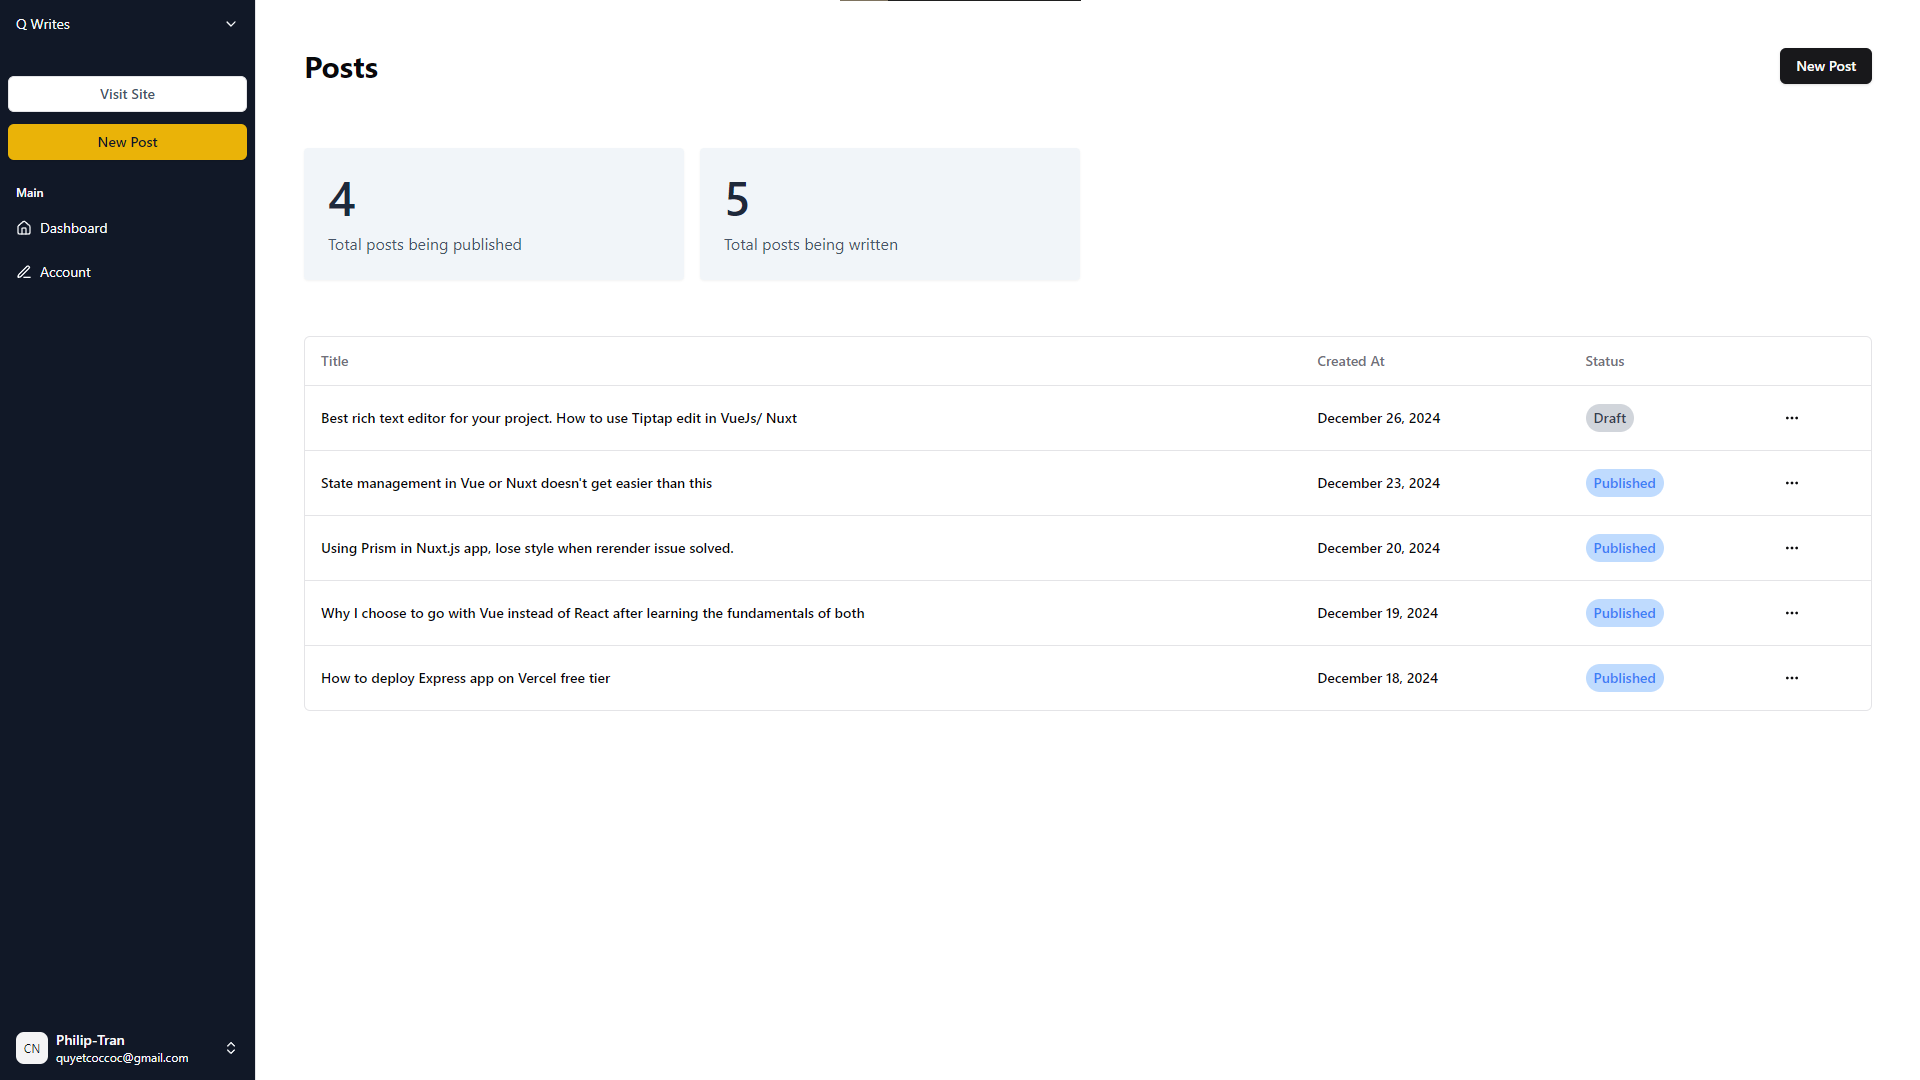 Q Writes
Visit Site
New Post
Main
Dashboard
Account
Philip-Tran
CN
quyetcoccoc@gmail.com
Posts
New Post
4
Total posts being published
5
Total posts being written
Title Created At Status
Best rich text editor for your project. How to use Tiptap edit in VueJs/ Nuxt December 26, 2024 Draft
State management in Vue or Nuxt doesn't get easier than this December 23, 2024 Published
Using Prism in Nuxt.js app, lose style when rerender issue solved. December 20, 2024 Published
Why I choose to go with Vue instead of React after learning the fundamentals of both December 19, 2024 Published
How to deploy Express app on Vercel free tier December 18, 2024 Published